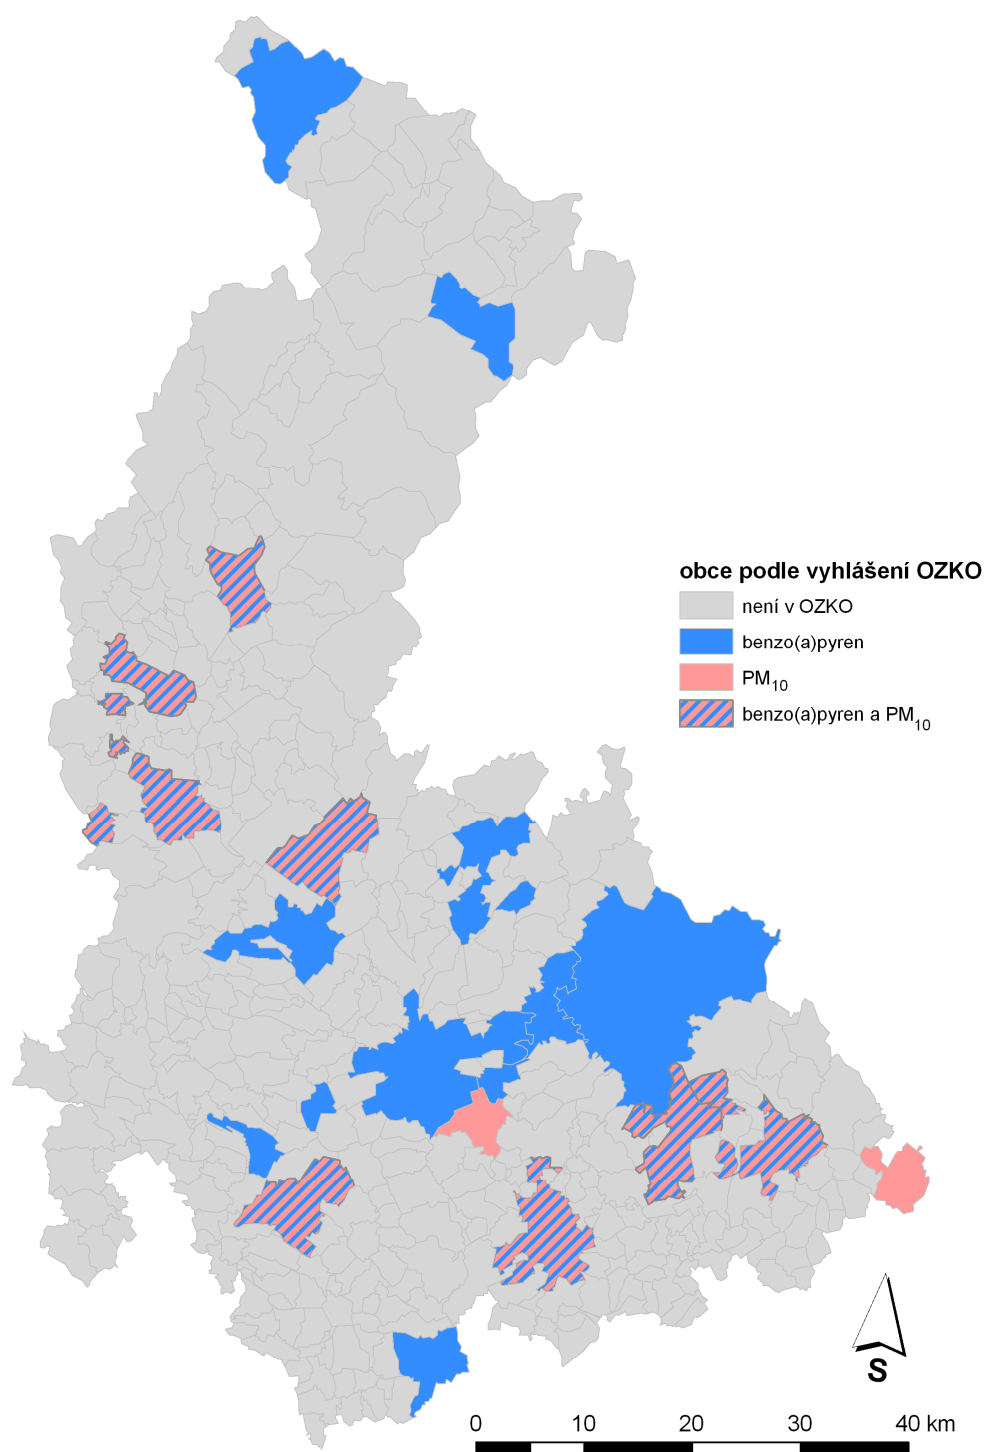 obce podle vyhlášení OZKO
není v OZKO
benzo(a)pyren
PM10
benzo(a)pyren a PM10
S
0 10 20 30 40 km